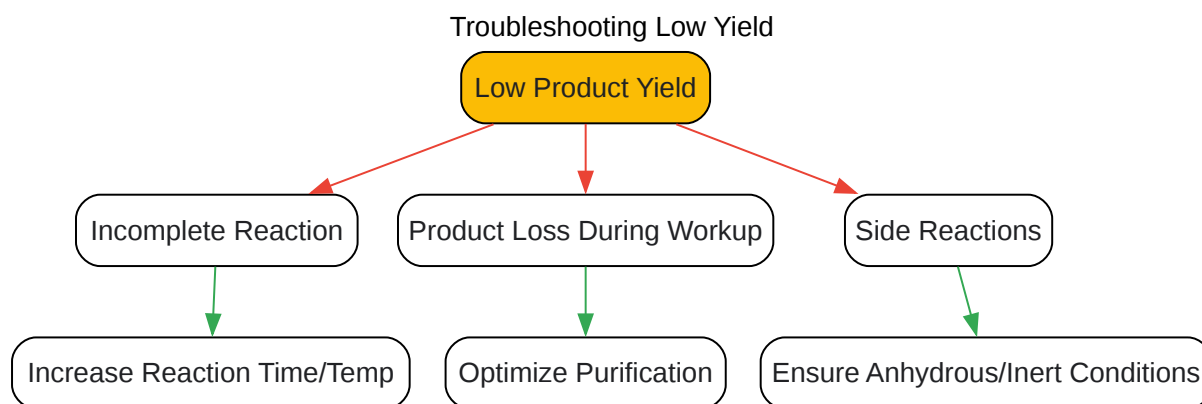 Troubleshooting Low Yield
Low Product Yield
Incomplete Reaction
Product Loss During Workup
Side Reactions
Increase Reaction Time/Temp
Optimize Purification
Ensure Anhydrous/Inert Conditions